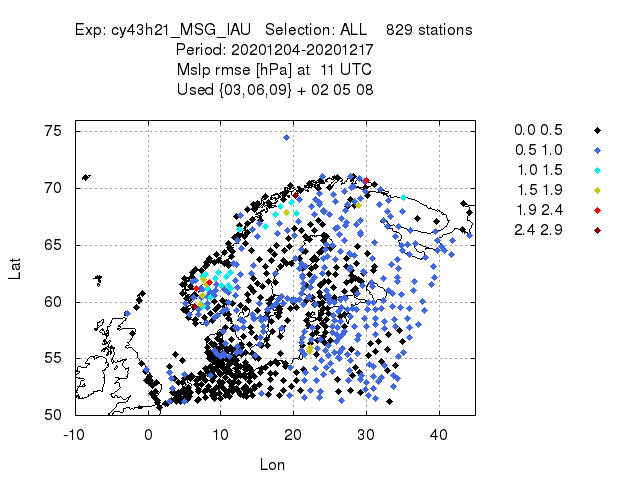 Exp: cy43h21_MSG_IAU Selection: ALL 829 stations
Period: 20201204-20201217
Mslp rmse [hPa] at 11 UTC
Used {03,06,09} + 02 05 08
75
70
65
60
55
50
-10 0 10 20 30 40
Lat
Lon
0.0 0.5
0.5 1.0
1.0 1.5
1.5 1.9
1.9 2.4
2.4 2.9